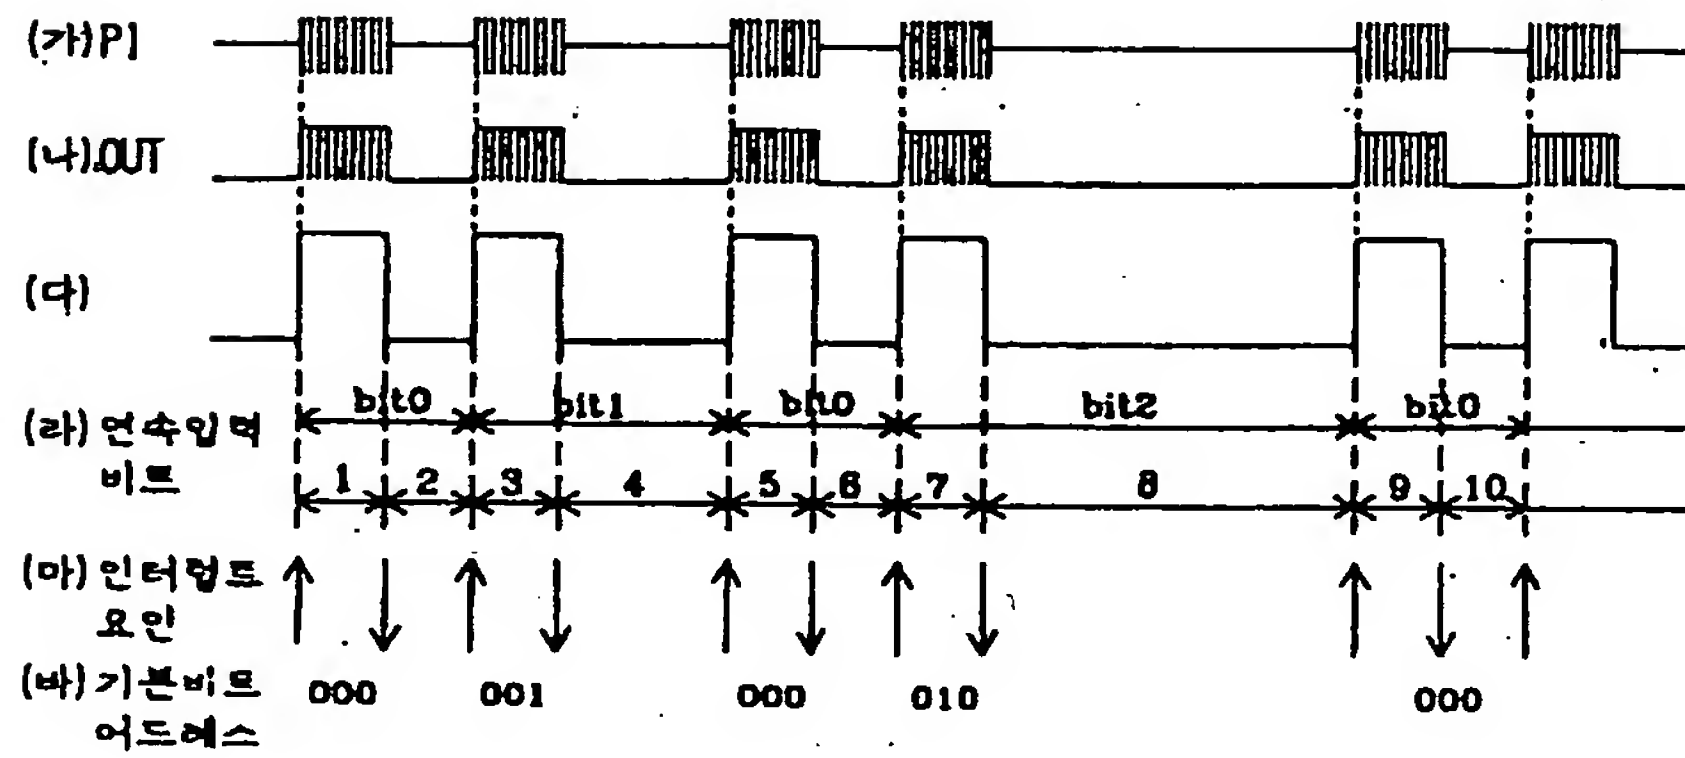 (가) P1
(나).OUT
(다)
bit0 bit1 bit0 bit2 bit0
(라) 연속입력
비트
1 2 3 4 5 6 7 8 9 10
(마) 인터럽트
요인
(바) 기본비트
어드레스
000 001 000 010 000